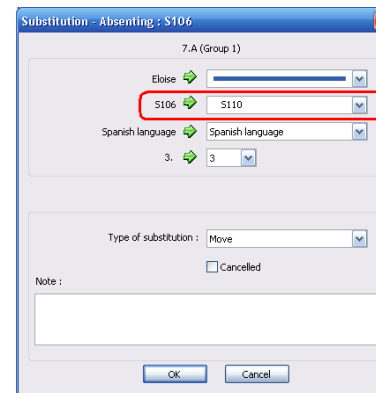 Substitution - Absenting : S106
7.A (Group 1)
Eloise
S106 S110
Spanish language Spanish language
3. 3
Type of substitution : Move
Cancelled
Note :
OK Cancel